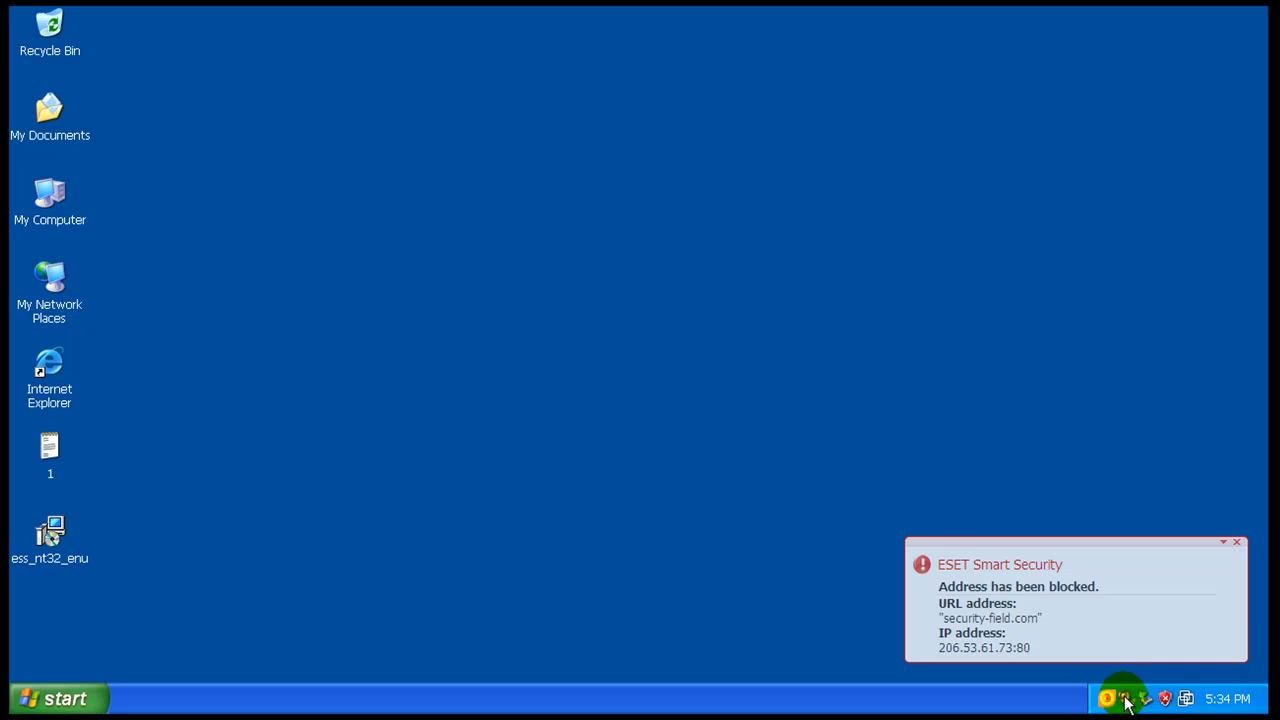 Recycle Bin
My Documents
My Computer
My Network
Places
Internet
Explorer
1
ess_nt32_enu
ESET Smart Security
Address has been blocked.
URL address:
"security-field.com"
IP address:
206.53.61.73:80
start
5:34 PM